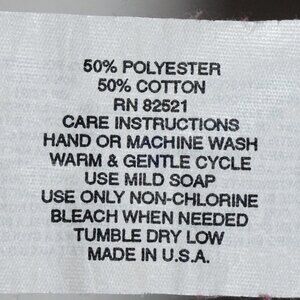 50% POLYESTER
50% COTTON
RN 82521
CARE INSTRUCTIONS
HAND OR MACHINE WASH
WARM & GENTLE CYCLE
USE MILD SOAP
USE ONLY NON-CHLORINE
BLEACH WHEN NEEDED
TUMBLE DRY LOW
MADE IN U.S.A.